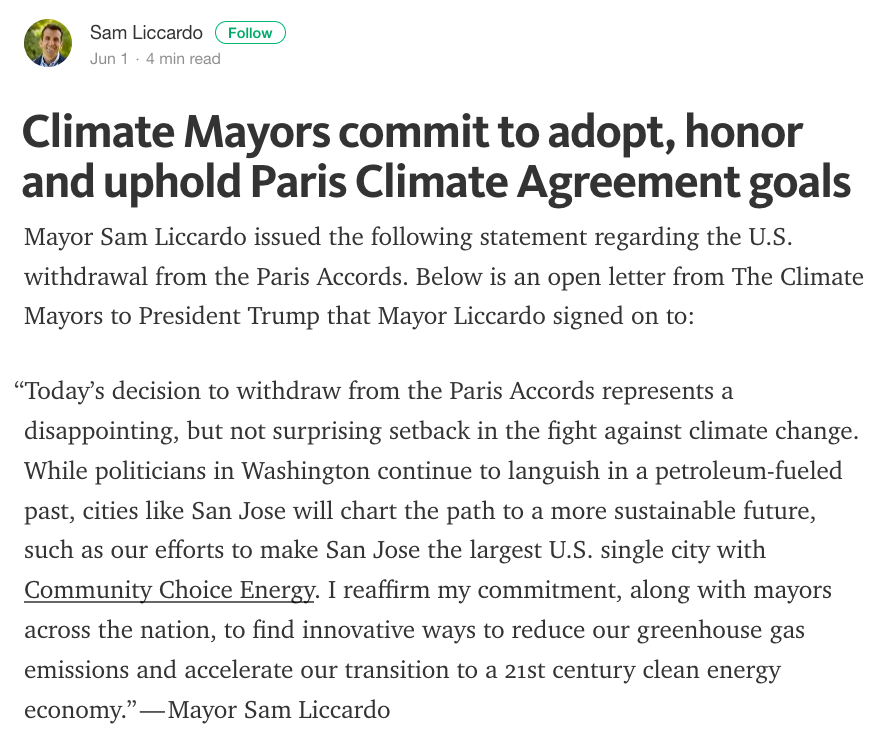 Sam Liccardo Follow
Jun 1 · 4 min read
Climate Mayors commit to adopt, honor
and uphold Paris Climate Agreement goals
Mayor Sam Liccardo issued the following statement regarding the U.S.
withdrawal from the Paris Accords. Below is an open letter from The Climate
Mayors to President Trump that Mayor Liccardo signed on to:
“Today’s decision to withdraw from the Paris Accords represents a
disappointing, but not surprising setback in the fight against climate change.
While politicians in Washington continue to languish in a petroleum-fueled
past, cities like San Jose will chart the path to a more sustainable future,
such as our efforts to make San Jose the largest U.S. single city with
Community Choice Energy. I reaffirm my commitment, along with mayors
across the nation, to find innovative ways to reduce our greenhouse gas
emissions and accelerate our transition to a 21st century clean energy
economy.” — Mayor Sam Liccardo